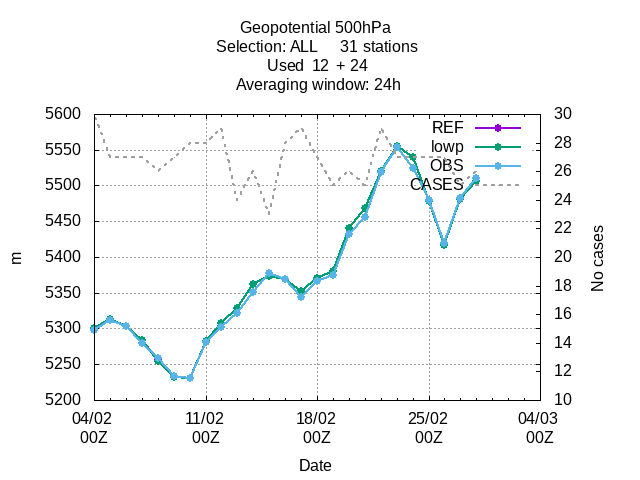 Geopotential 500hPa
Selection: ALL 31 stations
Used 12 + 24
Averaging window: 24h
5600
5550
5500
5450
5400
5350
5300
5250
5200
m
30
28
26
24
22
20
18
16
14
12
10
No cases
REF
lowp
OBS
CASES
04/02 11/02 18/02 25/02 04/03
00Z 00Z 00Z 00Z 00Z
Date